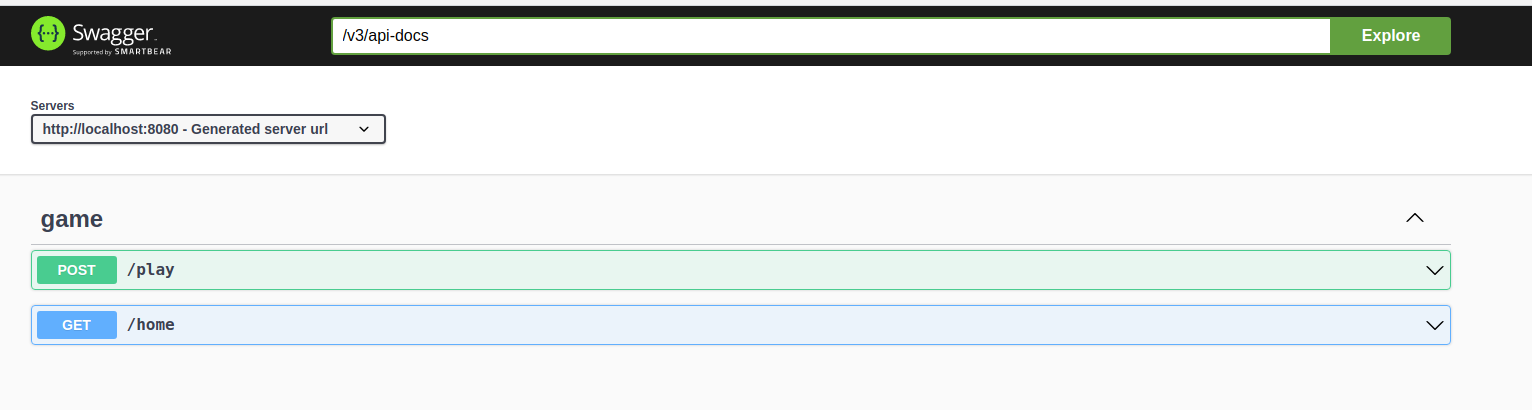 {··} Swagger™
Supported by SMARTBEAR
/v3/api-docs
Explore
Servers
http://localhost:8080 - Generated server url
game
POST /play
GET /home